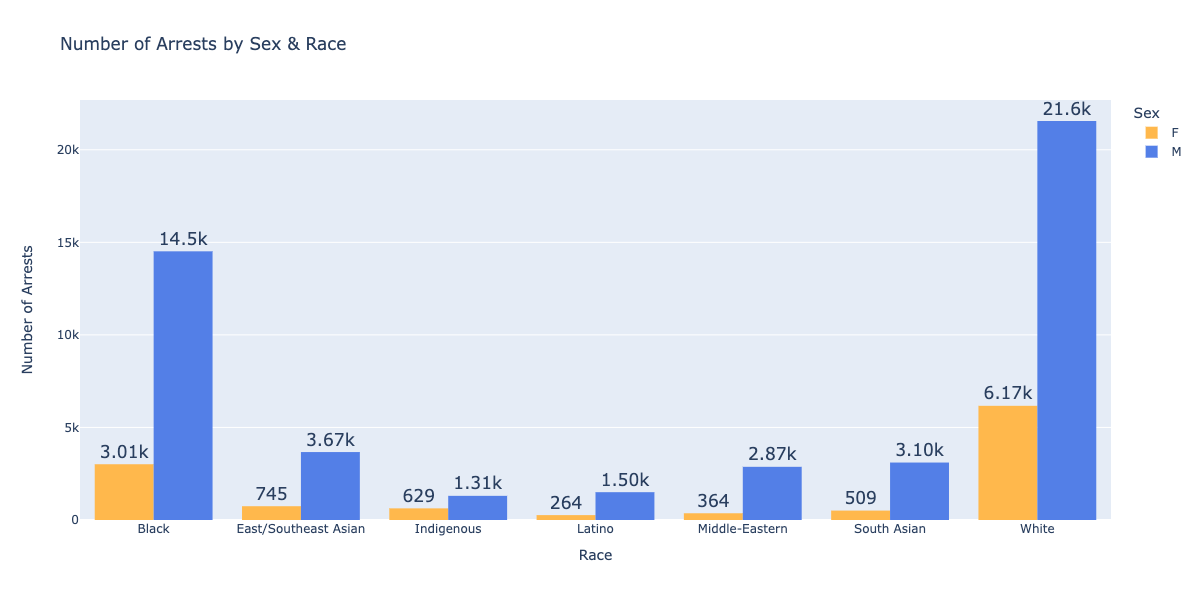 Number of Arrests by Sex & Race
Sex
F
M
Number of Arrests
20k
15k
10k
5k
0
3.01k
14.5k
745
3.67k
629
1.31k
264
1.50k
364
2.87k
509
3.10k
6.17k
21.6k
Black
East/Southeast Asian
Indigenous
Latino
Middle-Eastern
South Asian
White
Race